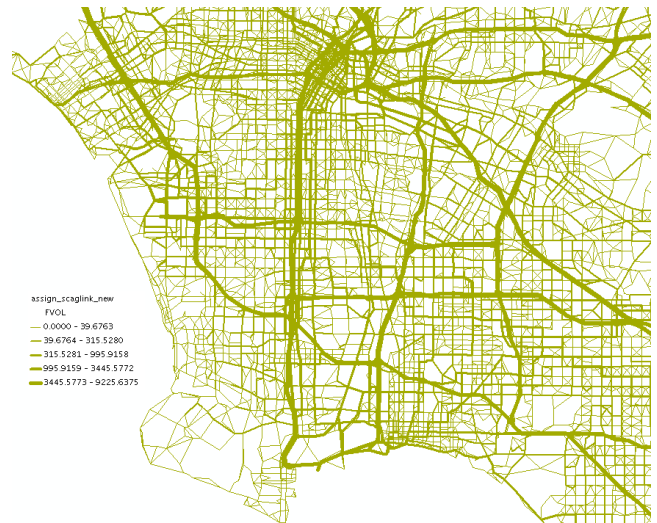 assign_scaglink_new
FVOL
0.0000 - 39.6763
39.6764 - 315.5280
315.5281 - 995.9158
995.9159 - 3445.5772
3445.5773 - 9225.6375